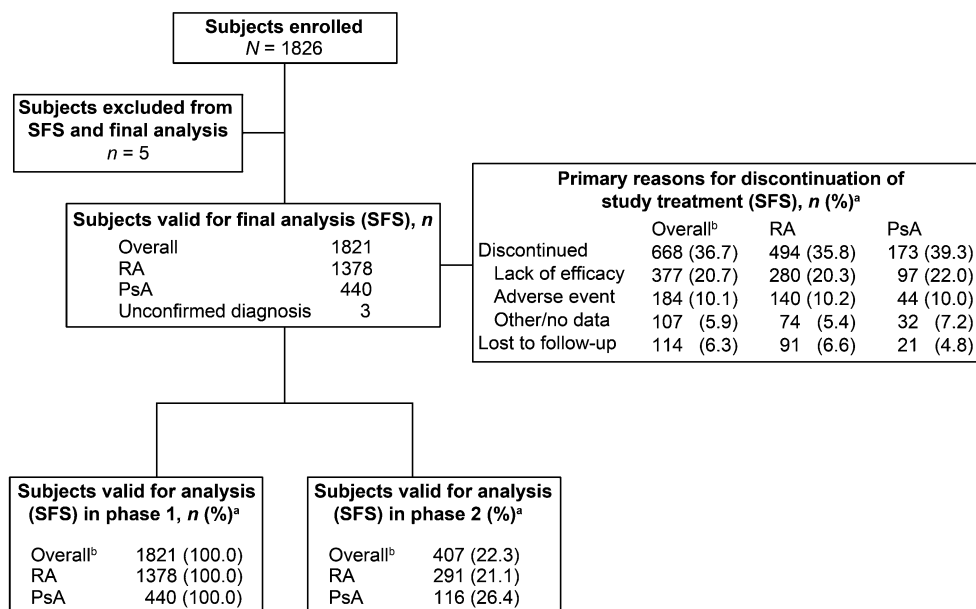 Subjects enrolled
N = 1826
Subjects excluded from
SFS and final analysis
n = 5
Subjects valid for final analysis (SFS), n
Overall 1821
RA 1378
PsA 440
Unconfirmed diagnosis 3
Primary reasons for discontinuation of
study treatment (SFS), n (%)ᵃ
Overallᵇ RA PsA
Discontinued 668 (36.7) 494 (35.8) 173 (39.3)
Lack of efficacy 377 (20.7) 280 (20.3) 97 (22.0)
Adverse event 184 (10.1) 140 (10.2) 44 (10.0)
Other/no data 107 (5.9) 74 (5.4) 32 (7.2)
Lost to follow-up 114 (6.3) 91 (6.6) 21 (4.8)
Subjects valid for analysis
(SFS) in phase 1, n (%)ᵃ
Overallᵇ 1821 (100.0)
RA 1378 (100.0)
PsA 440 (100.0)
Subjects valid for analysis
(SFS) in phase 2 (%)ᵃ
Overallᵇ 407 (22.3)
RA 291 (21.1)
PsA 116 (26.4)